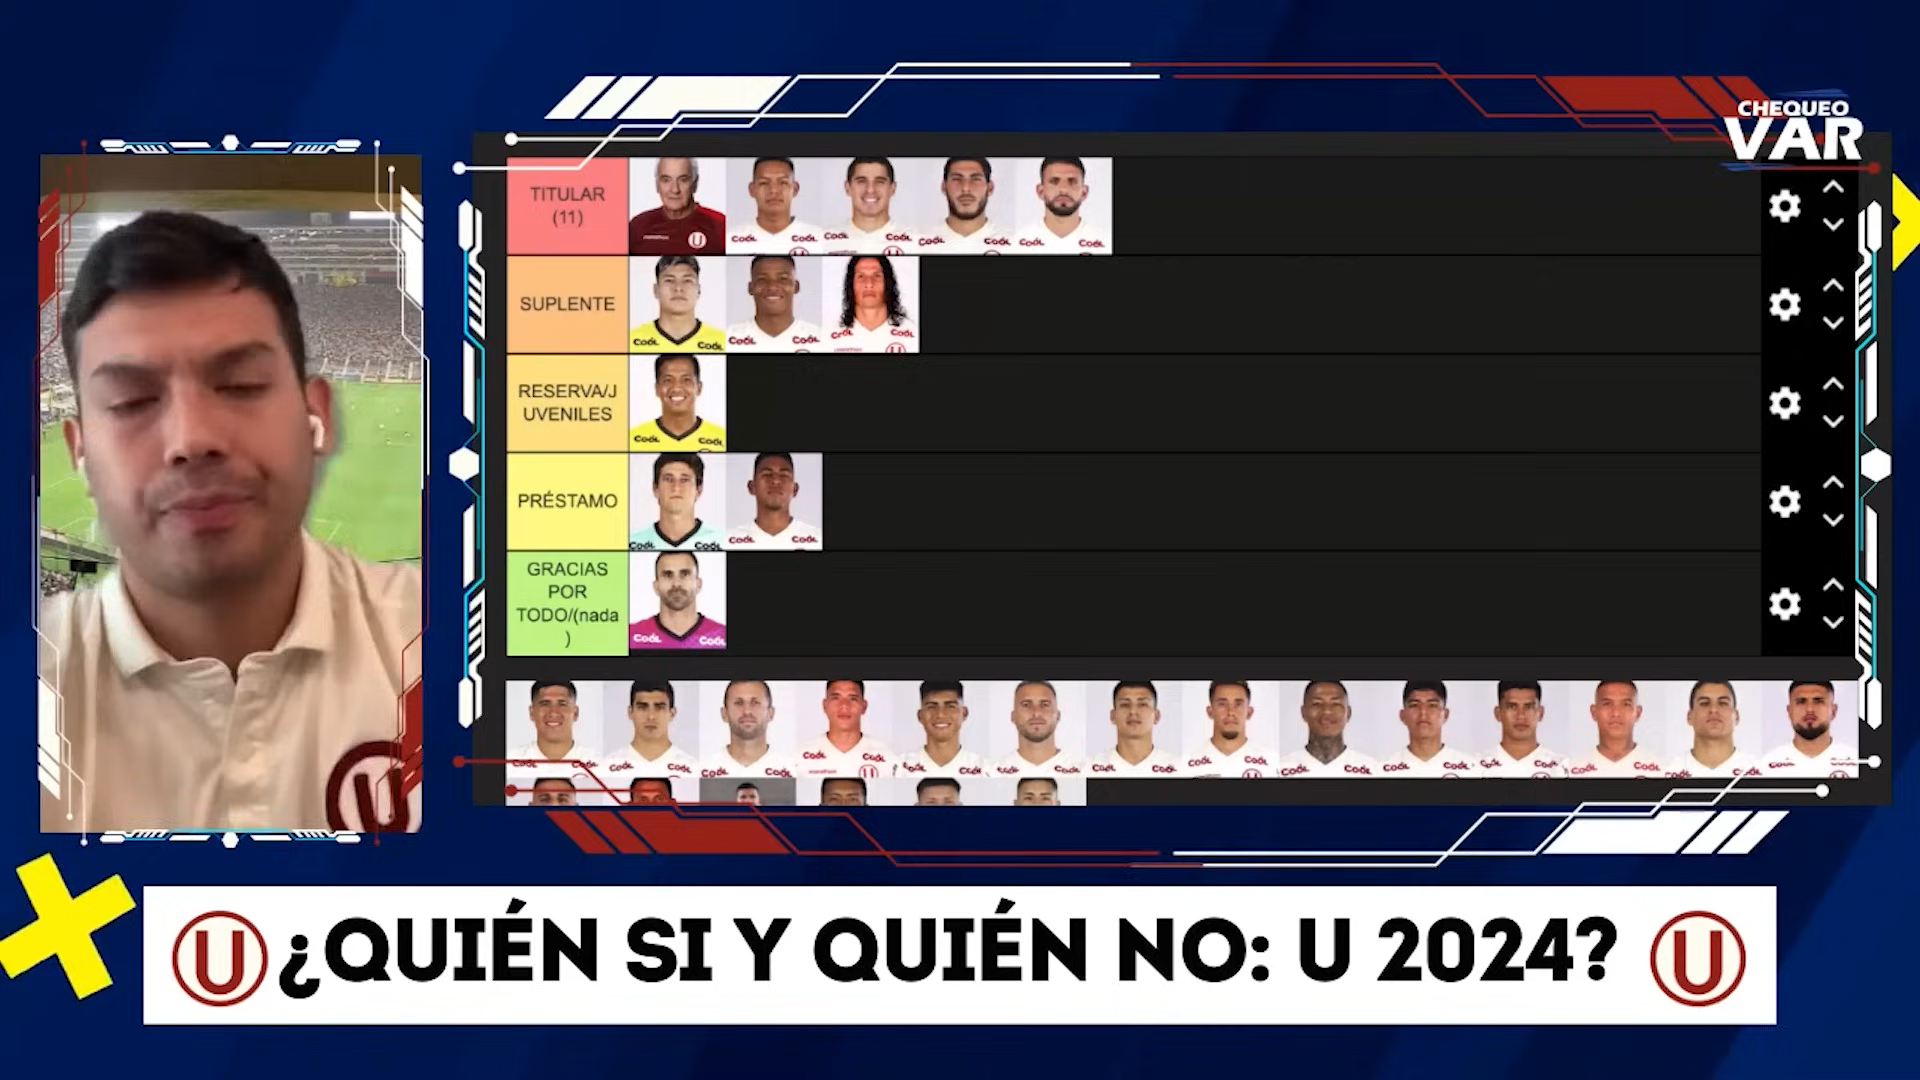 CHEQUEO
VAR
TITULAR
(11)
SUPLENTE
RESERVA/J
UVENILES
PRÉSTAMO
GRACIAS
POR
TODO/(nada
)
U ¿QUIÉN SI Y QUIÉN NO: U 2024? U